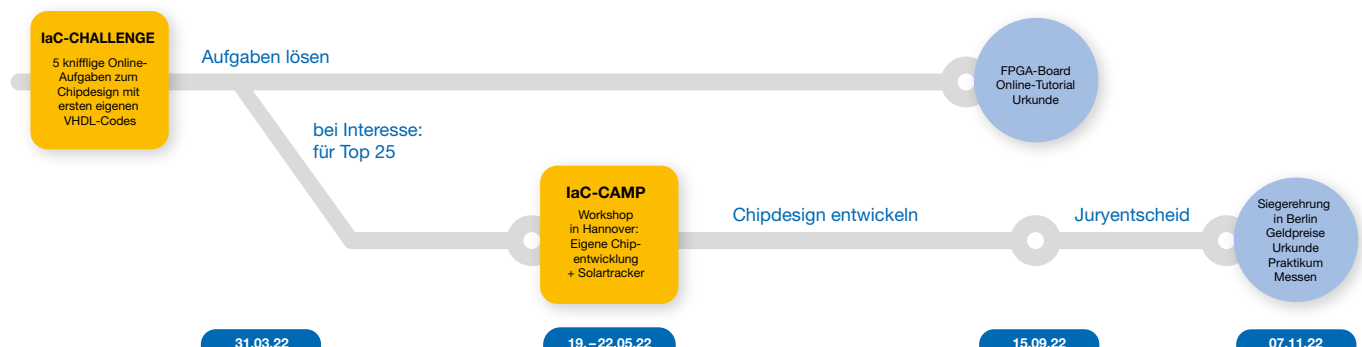 IaC-CHALLENGE
5 knifflige Online-
Aufgaben zum
Chipdesign mit
ersten eigenen
VHDL-Codes
Aufgaben lösen
FPGA-Board
Online-Tutorial
Urkunde
bei Interesse:
für Top 25
IaC-CAMP
Workshop
in Hannover:
Eigene Chip-
entwicklung
+ Solartracker
Chipdesign entwickeln
Juryentscheid
Siegerehrung
in Berlin
Geldpreise
Urkunde
Praktikum
Messen
31.03.22
19.–22.05.22
15.09.22
07.11.22